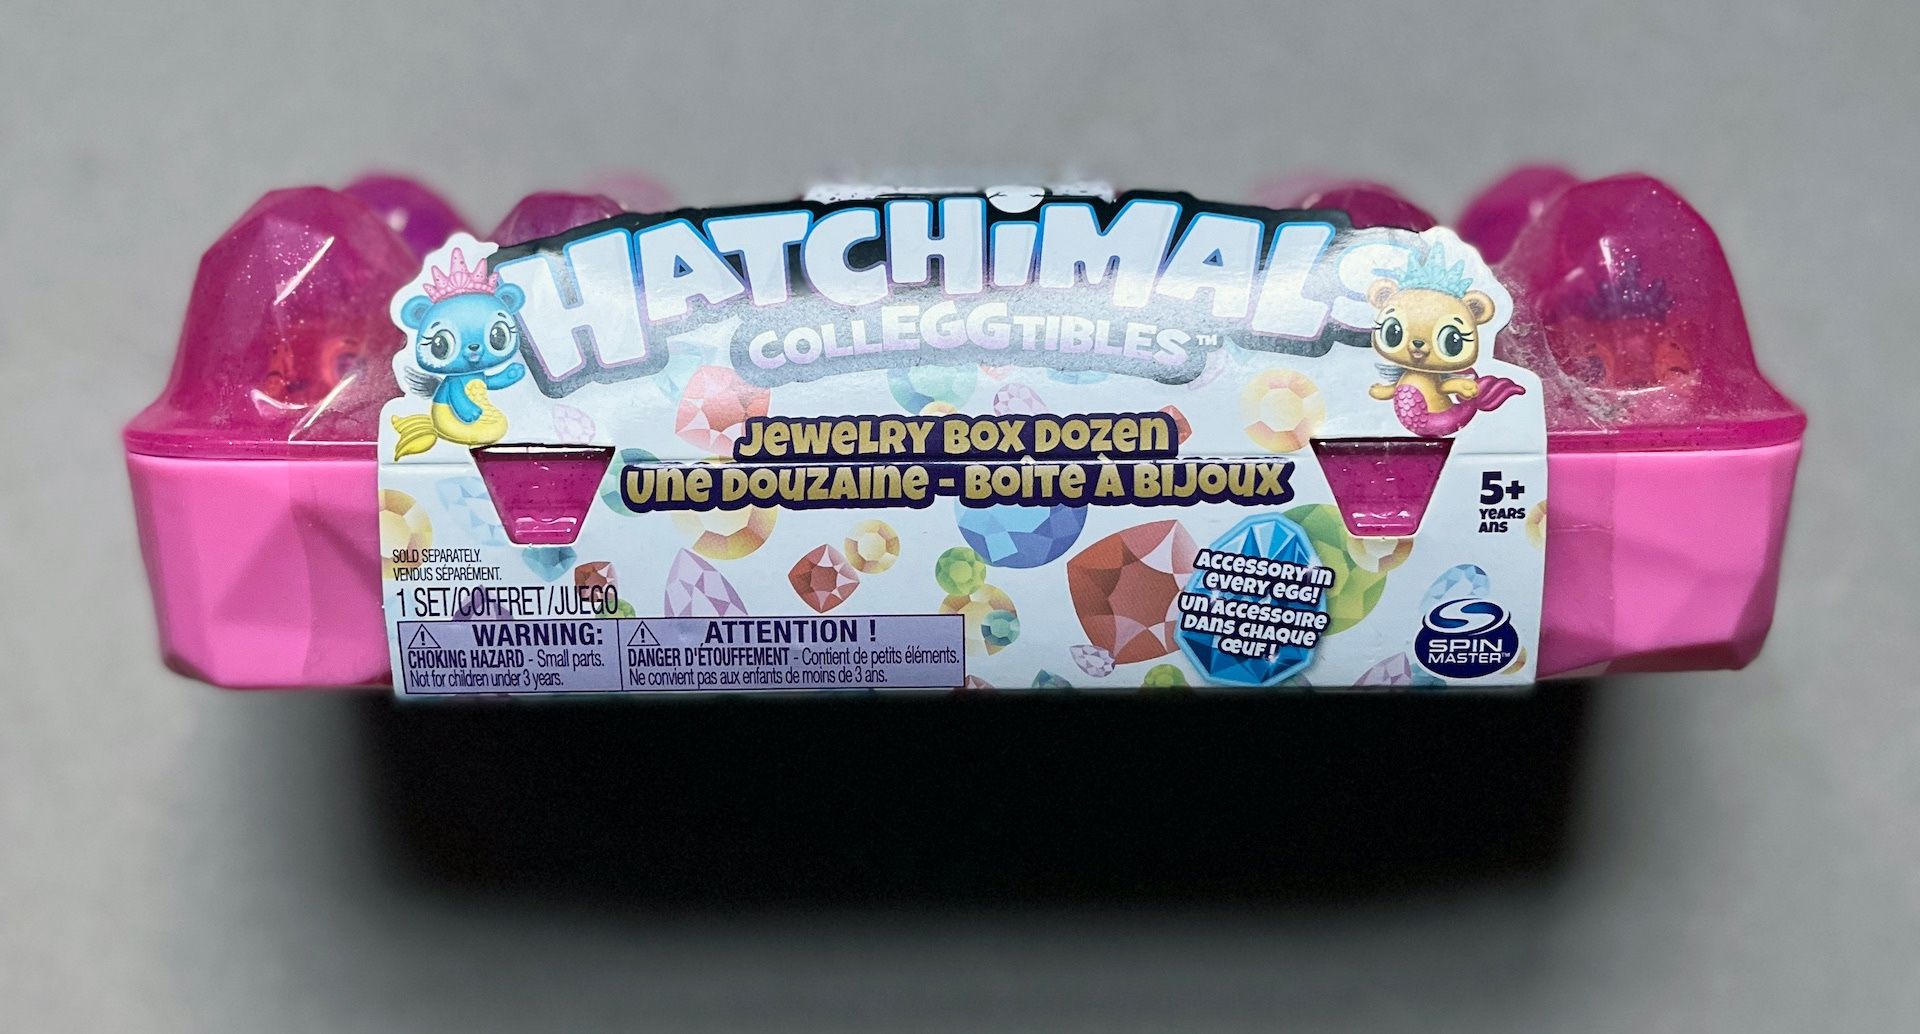 HATCHiMALS
COLLEGGTIBLES™
JEWELRY BOX DOZEN
UNE DOUZAINE - BOÎTE À BIJOUX
5+
YEARS
ANS
SOLD SEPARATELY.
VENDUS SÉPARÉMENT.
1 SET/COFFRET/JUEGO
WARNING:
CHOKING HAZARD - Small parts.
Not for children under 3 years.
ATTENTION !
DANGER D'ÉTOUFFEMENT - Contient de petits éléments.
Ne convient pas aux enfants de moins de 3 ans.
ACCESSORY IN
EVERY EGG!
UN ACCESSOIRE
DANS CHAQUE
ŒUF !
SPIN
MASTER™